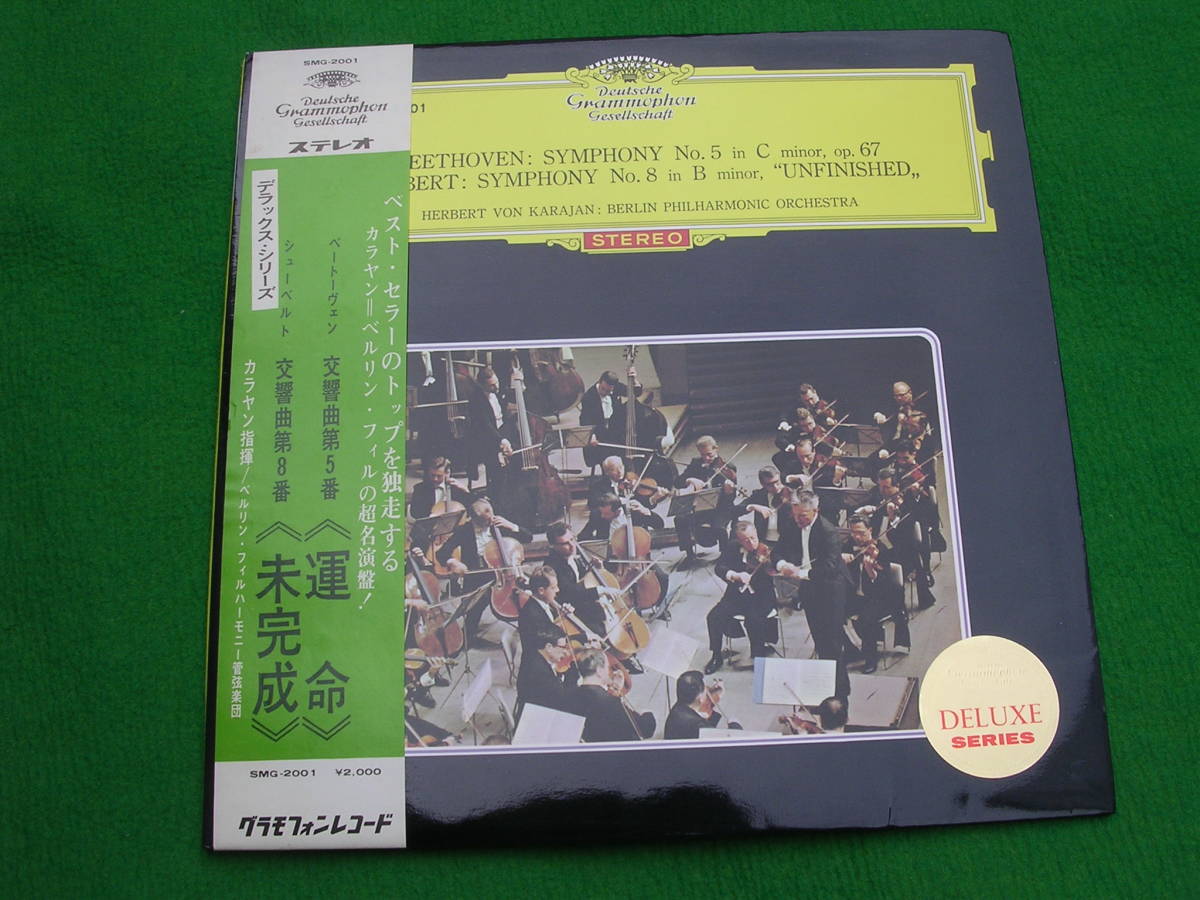 SMG-2001
Deutsche
Grammophon
Gesellschaft
ステレオ
ベスト・セラーのトップを独走する
カラヤン＝ベルリン・フィルの超名演盤！
ベートーヴェン 交響曲第5番《運命》
シューベルト 交響曲第8番《未完成》
デラックス・シリーズ
カラヤン指揮/ベルリン・フィルハーモニー管弦楽団
SMG-2001 ¥2,000
グラモフォンレコード
Deutsche
Grammophon
Gesellschaft
01
EETHOVEN: SYMPHONY No. 5 in C minor, op. 67
BERT: SYMPHONY No. 8 in B minor, “UNFINISHED„
HERBERT VON KARAJAN: BERLIN PHILHARMONIC ORCHESTRA
STEREO
DELUXE
SERIES